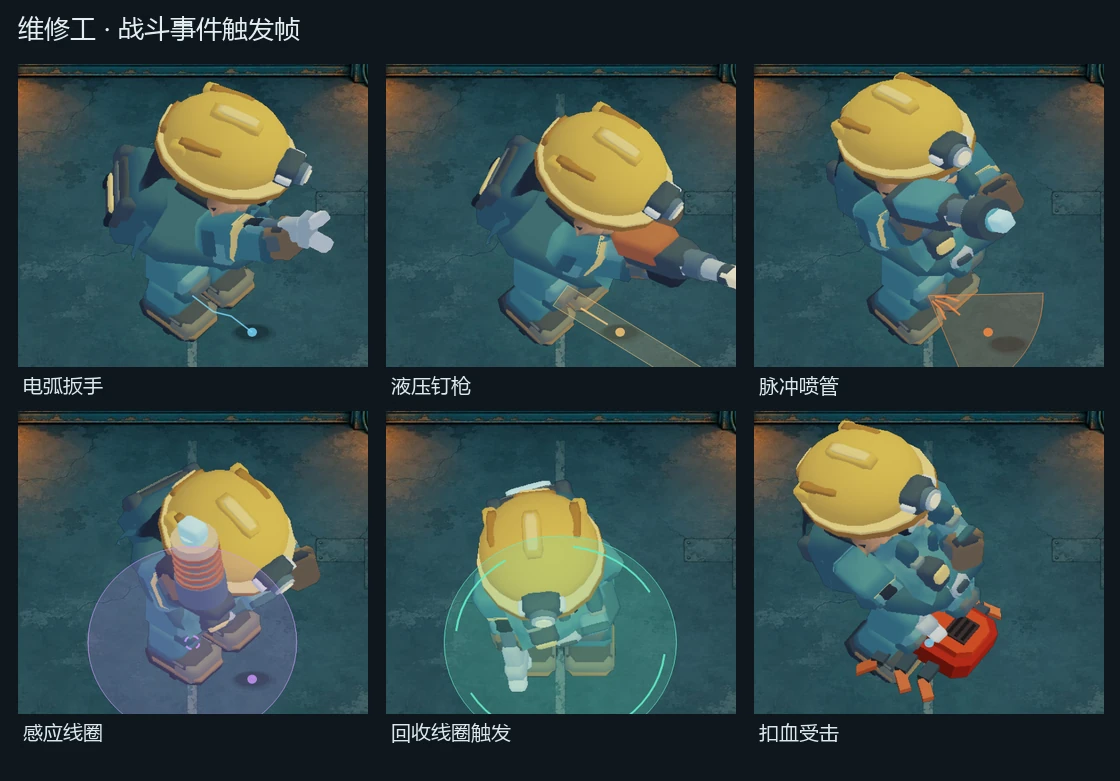 维修工 · 战斗事件触发帧
电弧扳手
液压钉枪
脉冲喷管
感应线圈
回收线圈触发
扣血受击